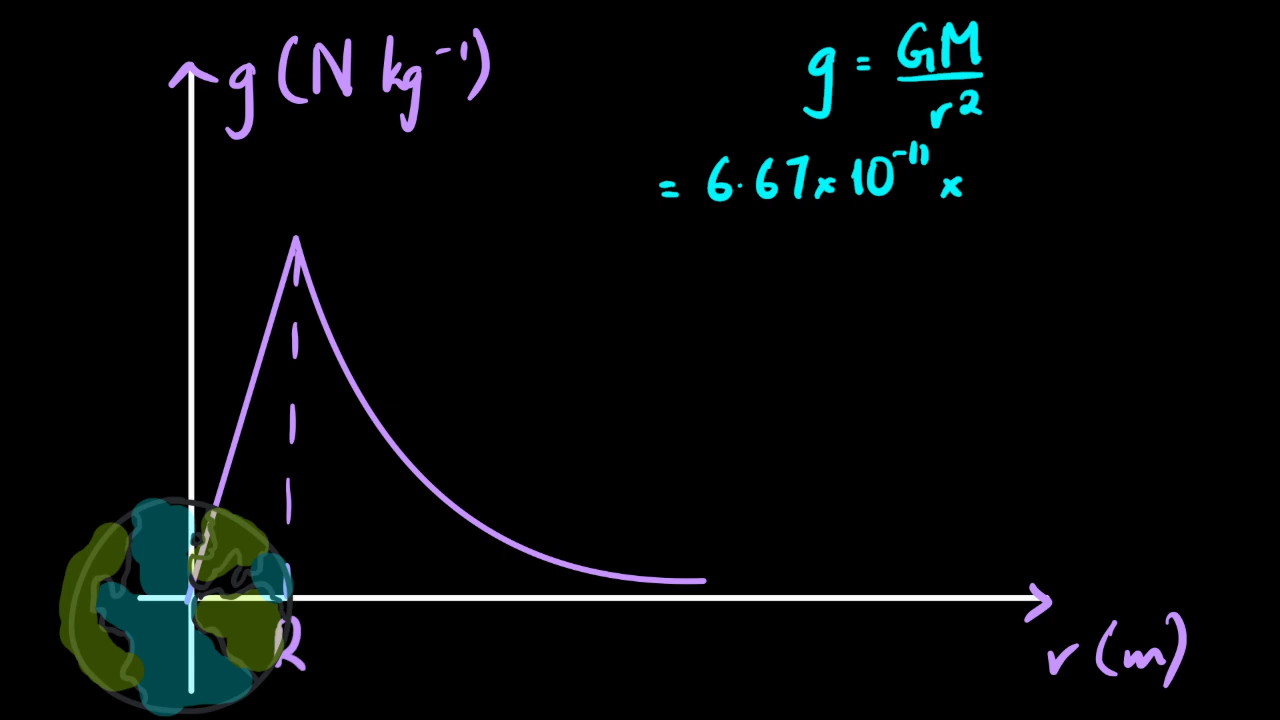 g (N kg⁻¹)
g = GM/r²
= 6.67 × 10⁻¹¹ ×
R
r (m)